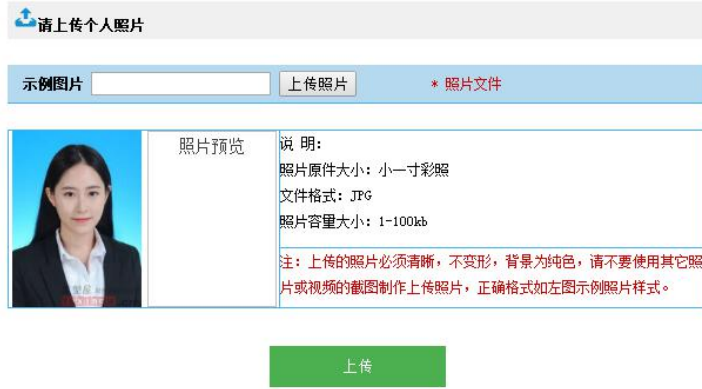 请上传个人照片
示例图片 上传照片 * 照片文件
照片预览
说 明：
照片原件大小：小一寸彩照
文件格式：JPG
照片容量大小：1-100kb
注：上传的照片必须清晰，不变形，背景为纯色，请不要使用其它照
片或视频的截图制作上传照片，正确格式如左图示例照片样式。
上传